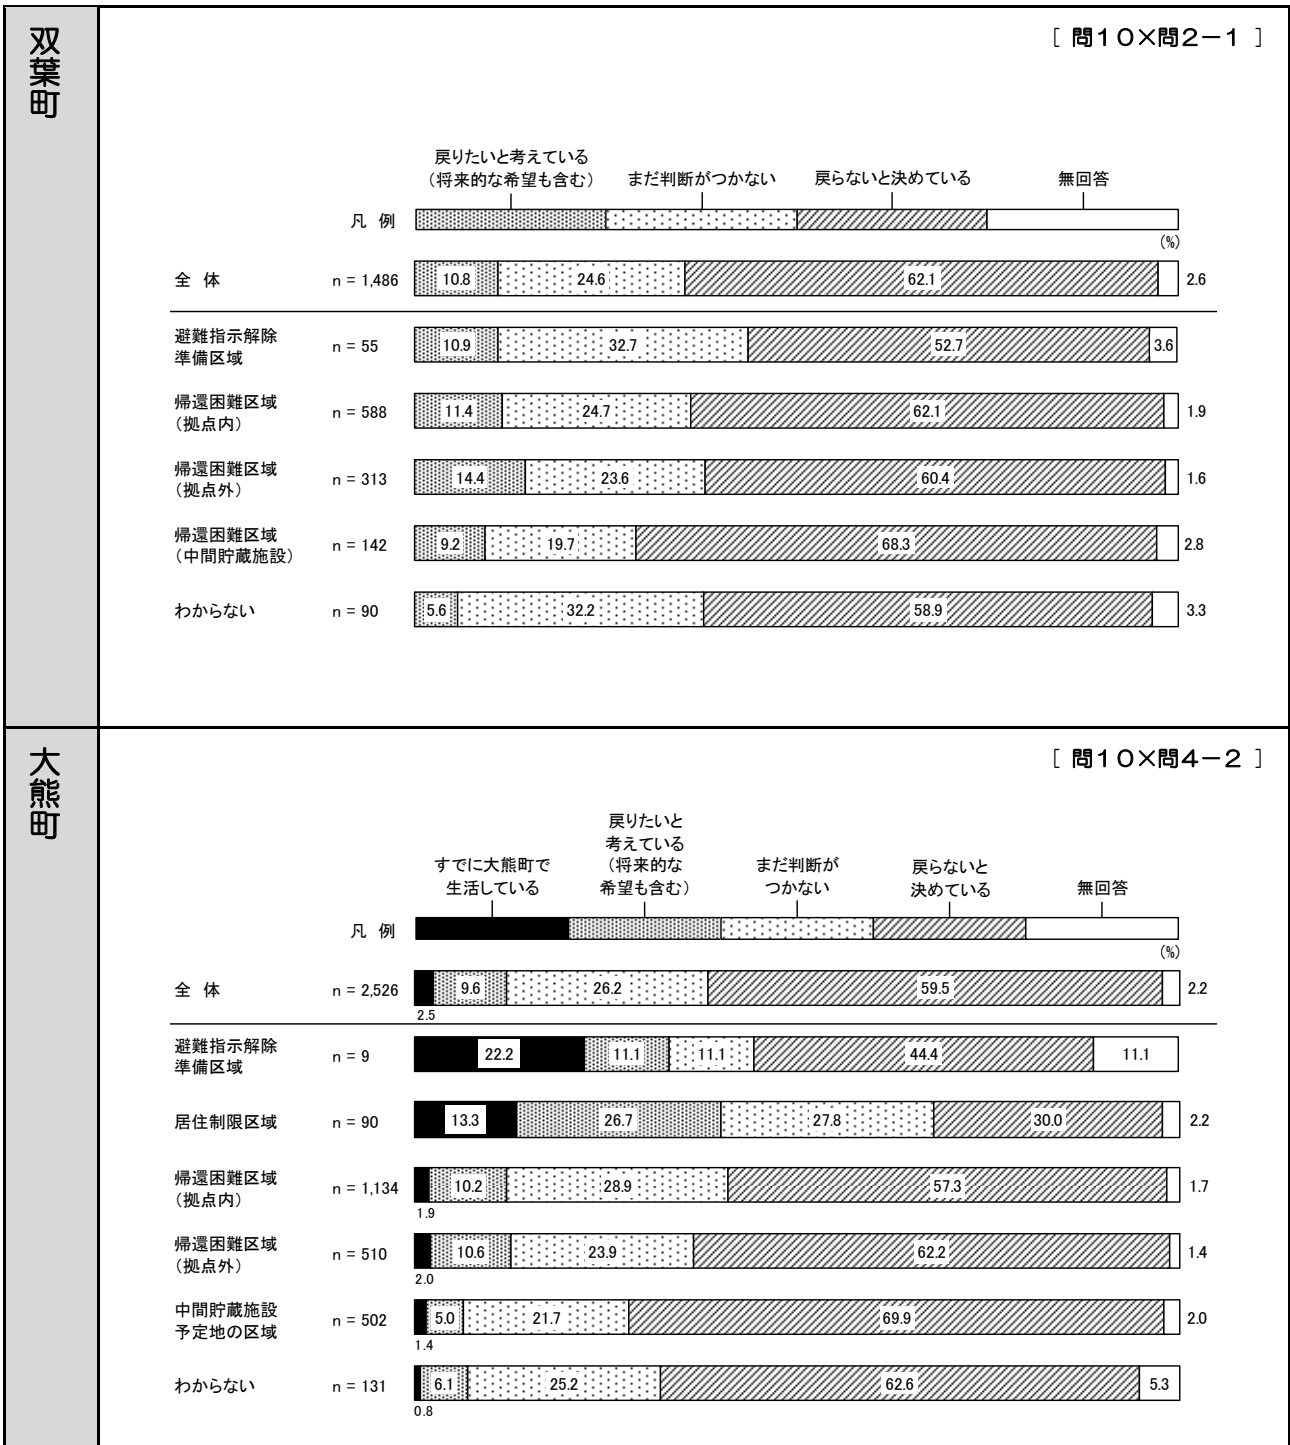 双葉町
[ 問10×問2－1 ]
戻りたいと考えている
（将来的な希望も含む）
まだ判断がつかない
戻らないと決めている
無回答
凡 例
(%)
全 体 n = 1,486 10.8 24.6 62.1 2.6
避難指示解除
準備区域
n = 55 10.9 32.7 52.7 3.6
帰還困難区域
（拠点内）
n = 588 11.4 24.7 62.1 1.9
帰還困難区域
（拠点外）
n = 313 14.4 23.6 60.4 1.6
帰還困難区域
（中間貯蔵施設）
n = 142 9.2 19.7 68.3 2.8
わからない n = 90 5.6 32.2 58.9 3.3
大熊町
[ 問10×問4－2 ]
すでに大熊町で
生活している
戻りたいと
考えている
（将来的な
希望も含む）
まだ判断が
つかない
戻らないと
決めている
無回答
凡 例
(%)
全 体 n = 2,526 9.6 26.2 59.5 2.2
2.5
避難指示解除
準備区域
n = 9 22.2 11.1 11.1 44.4 11.1
居住制限区域 n = 90 13.3 26.7 27.8 30.0 2.2
帰還困難区域
（拠点内）
n = 1,134 10.2 28.9 57.3 1.7
1.9
帰還困難区域
（拠点外）
n = 510 10.6 23.9 62.2 1.4
2.0
中間貯蔵施設
予定地の区域
n = 502 5.0 21.7 69.9 2.0
1.4
わからない n = 131 6.1 25.2 62.6 5.3
0.8